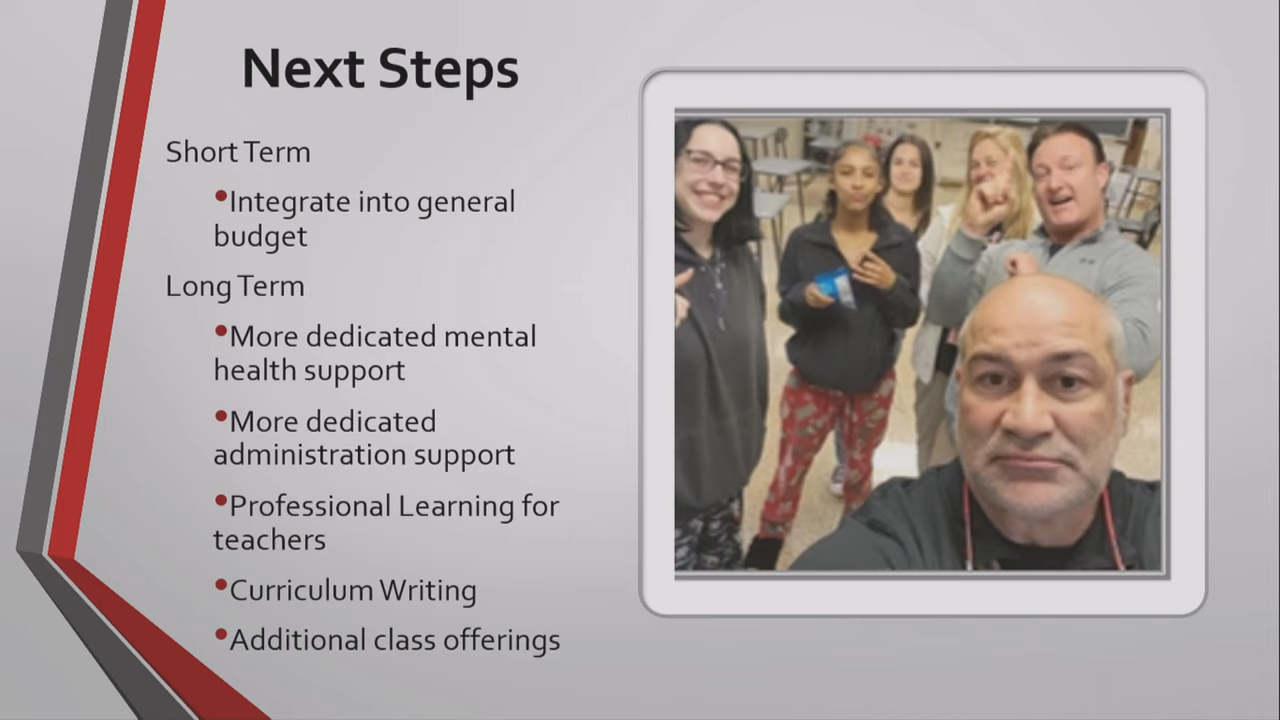 Next Steps
Short Term
•Integrate into general
budget
Long Term
•More dedicated mental
health support
•More dedicated
administration support
•Professional Learning for
teachers
•Curriculum Writing
•Additional class offerings